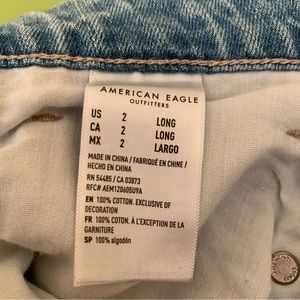 AMERICAN EAGLE
OUTFITTERS
US 2 LONG
CA 2 LONG
MX 2 LARGO
MADE IN CHINA / FABRIQUÉ EN CHINE /
HECHO EN CHINA
RN 54485 / CA 03873
RFC# AEM120605U9A
EN 100% COTTON. EXCLUSIVE OF
DECORATION
FR 100% COTON. À L'EXCEPTION DE LA
GARNITURE
SP 100% algodón